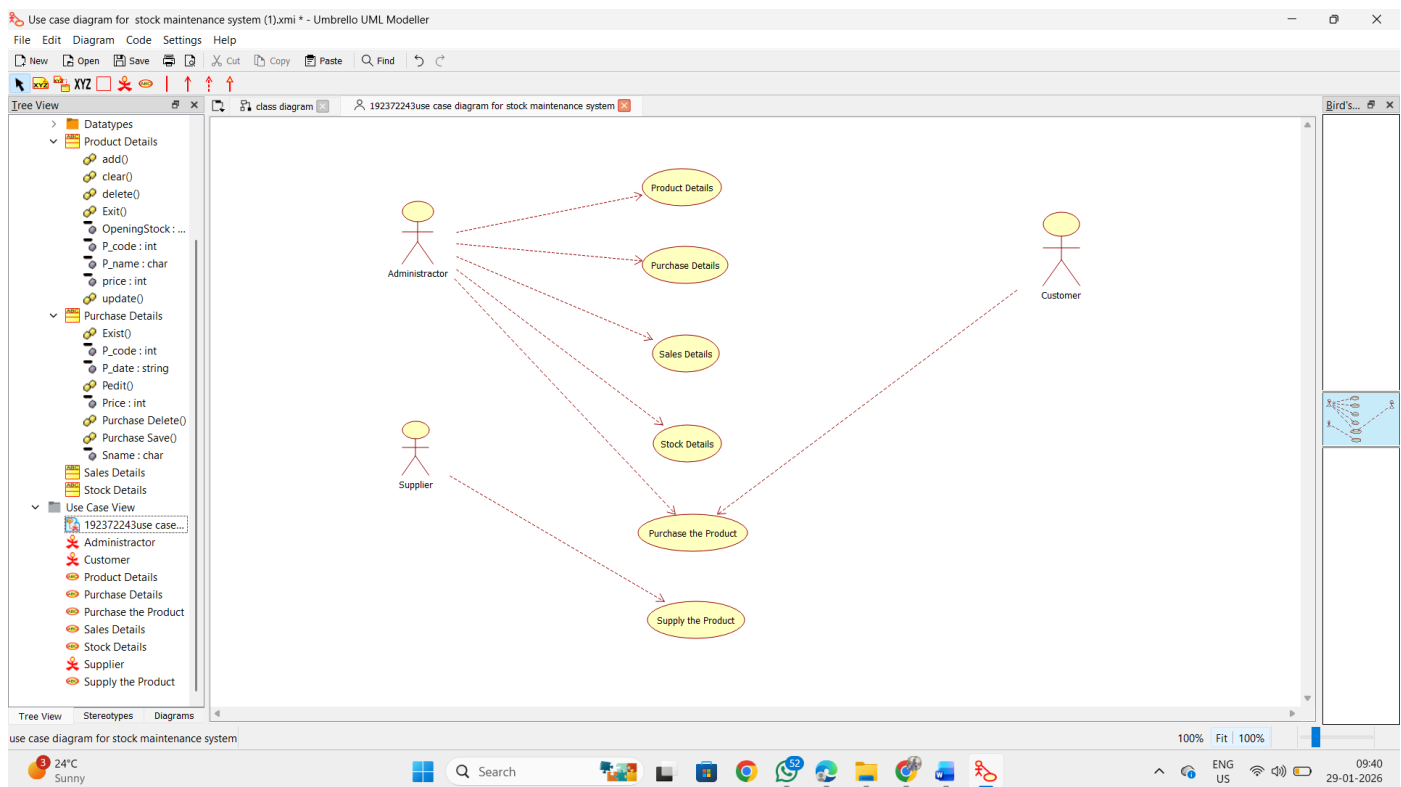 Use case diagram for stock maintenance system (1).xmi * - Umbrello UML Modeller
File Edit Diagram Code Settings Help
New Open Save Cut Copy Paste Find
XYZ XYZ
Tree View
class diagram
192372243use case diagram for stock maintenance system
Bird's...
Datatypes
Product Details
add()
clear()
delete()
Exit()
OpeningStock : ...
P_code : int
P_name : char
price : int
update()
Purchase Details
Exist()
P_code : int
P_date : string
Pedit()
Price : int
Purchase Delete()
Purchase Save()
Sname : char
Sales Details
Stock Details
Use Case View
192372243use case...
Administractor
Customer
Product Details
Purchase Details
Purchase the Product
Sales Details
Stock Details
Supplier
Supply the Product
Tree View Stereotypes Diagrams
Product Details
Administractor
Purchase Details
Customer
Sales Details
Stock Details
Supplier
Purchase the Product
Supply the Product
use case diagram for stock maintenance system
100% Fit 100%
3
24°C
Sunny
Search
52
ENG
US
09:40
29-01-2026